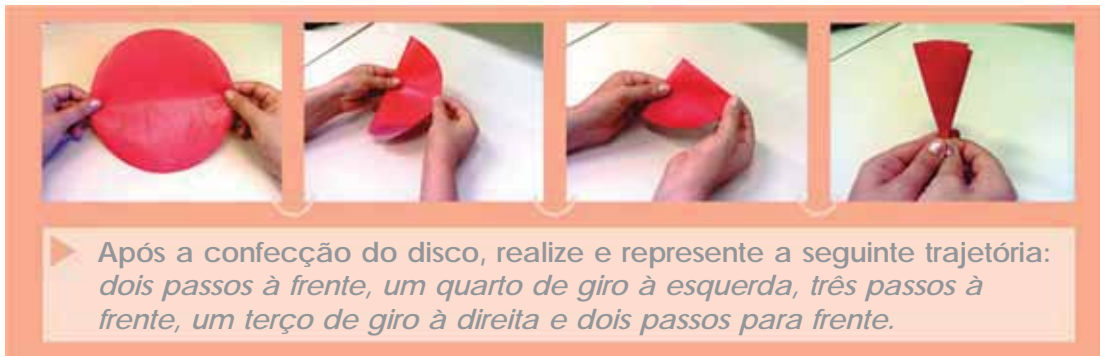 Após a confecção do disco, realize e represente a seguinte trajetória:
dois passos à frente, um quarto de giro à esquerda, três passos à
frente, um terço de giro à direita e dois passos para frente.